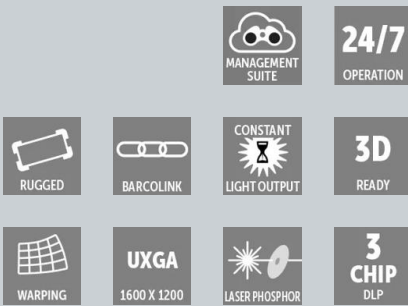 MANAGEMENT
SUITE
24/7
OPERATION
RUGGED
BARCOLINK
CONSTANT
LIGHT OUTPUT
3D
READY
WARPING
UXGA
1600 X 1200
LASER PHOSPHOR
3
CHIP
DLP